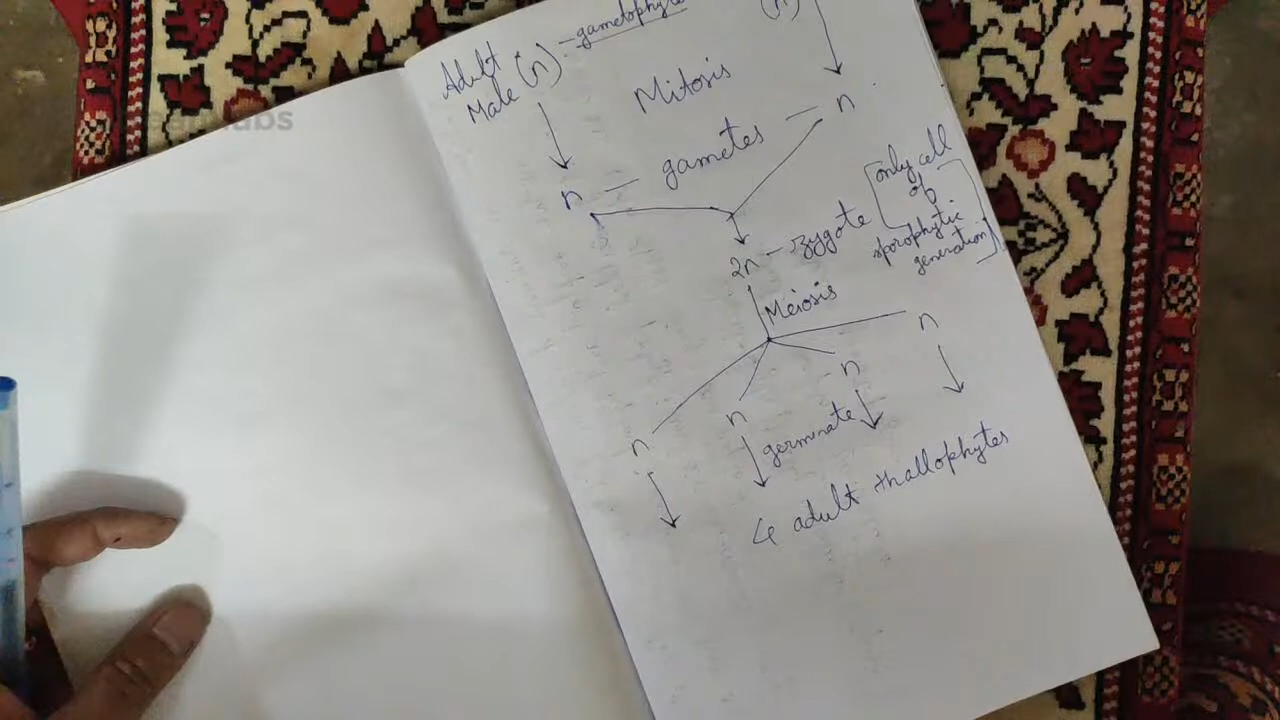 Adult
Male (n) - gametophyte
(n)
Mitosis
n - gametes - n
2n - zygote
[only cell
of
sporophytic
generation]
Meiosis
n n n n
germinate
4 adult thallophytes